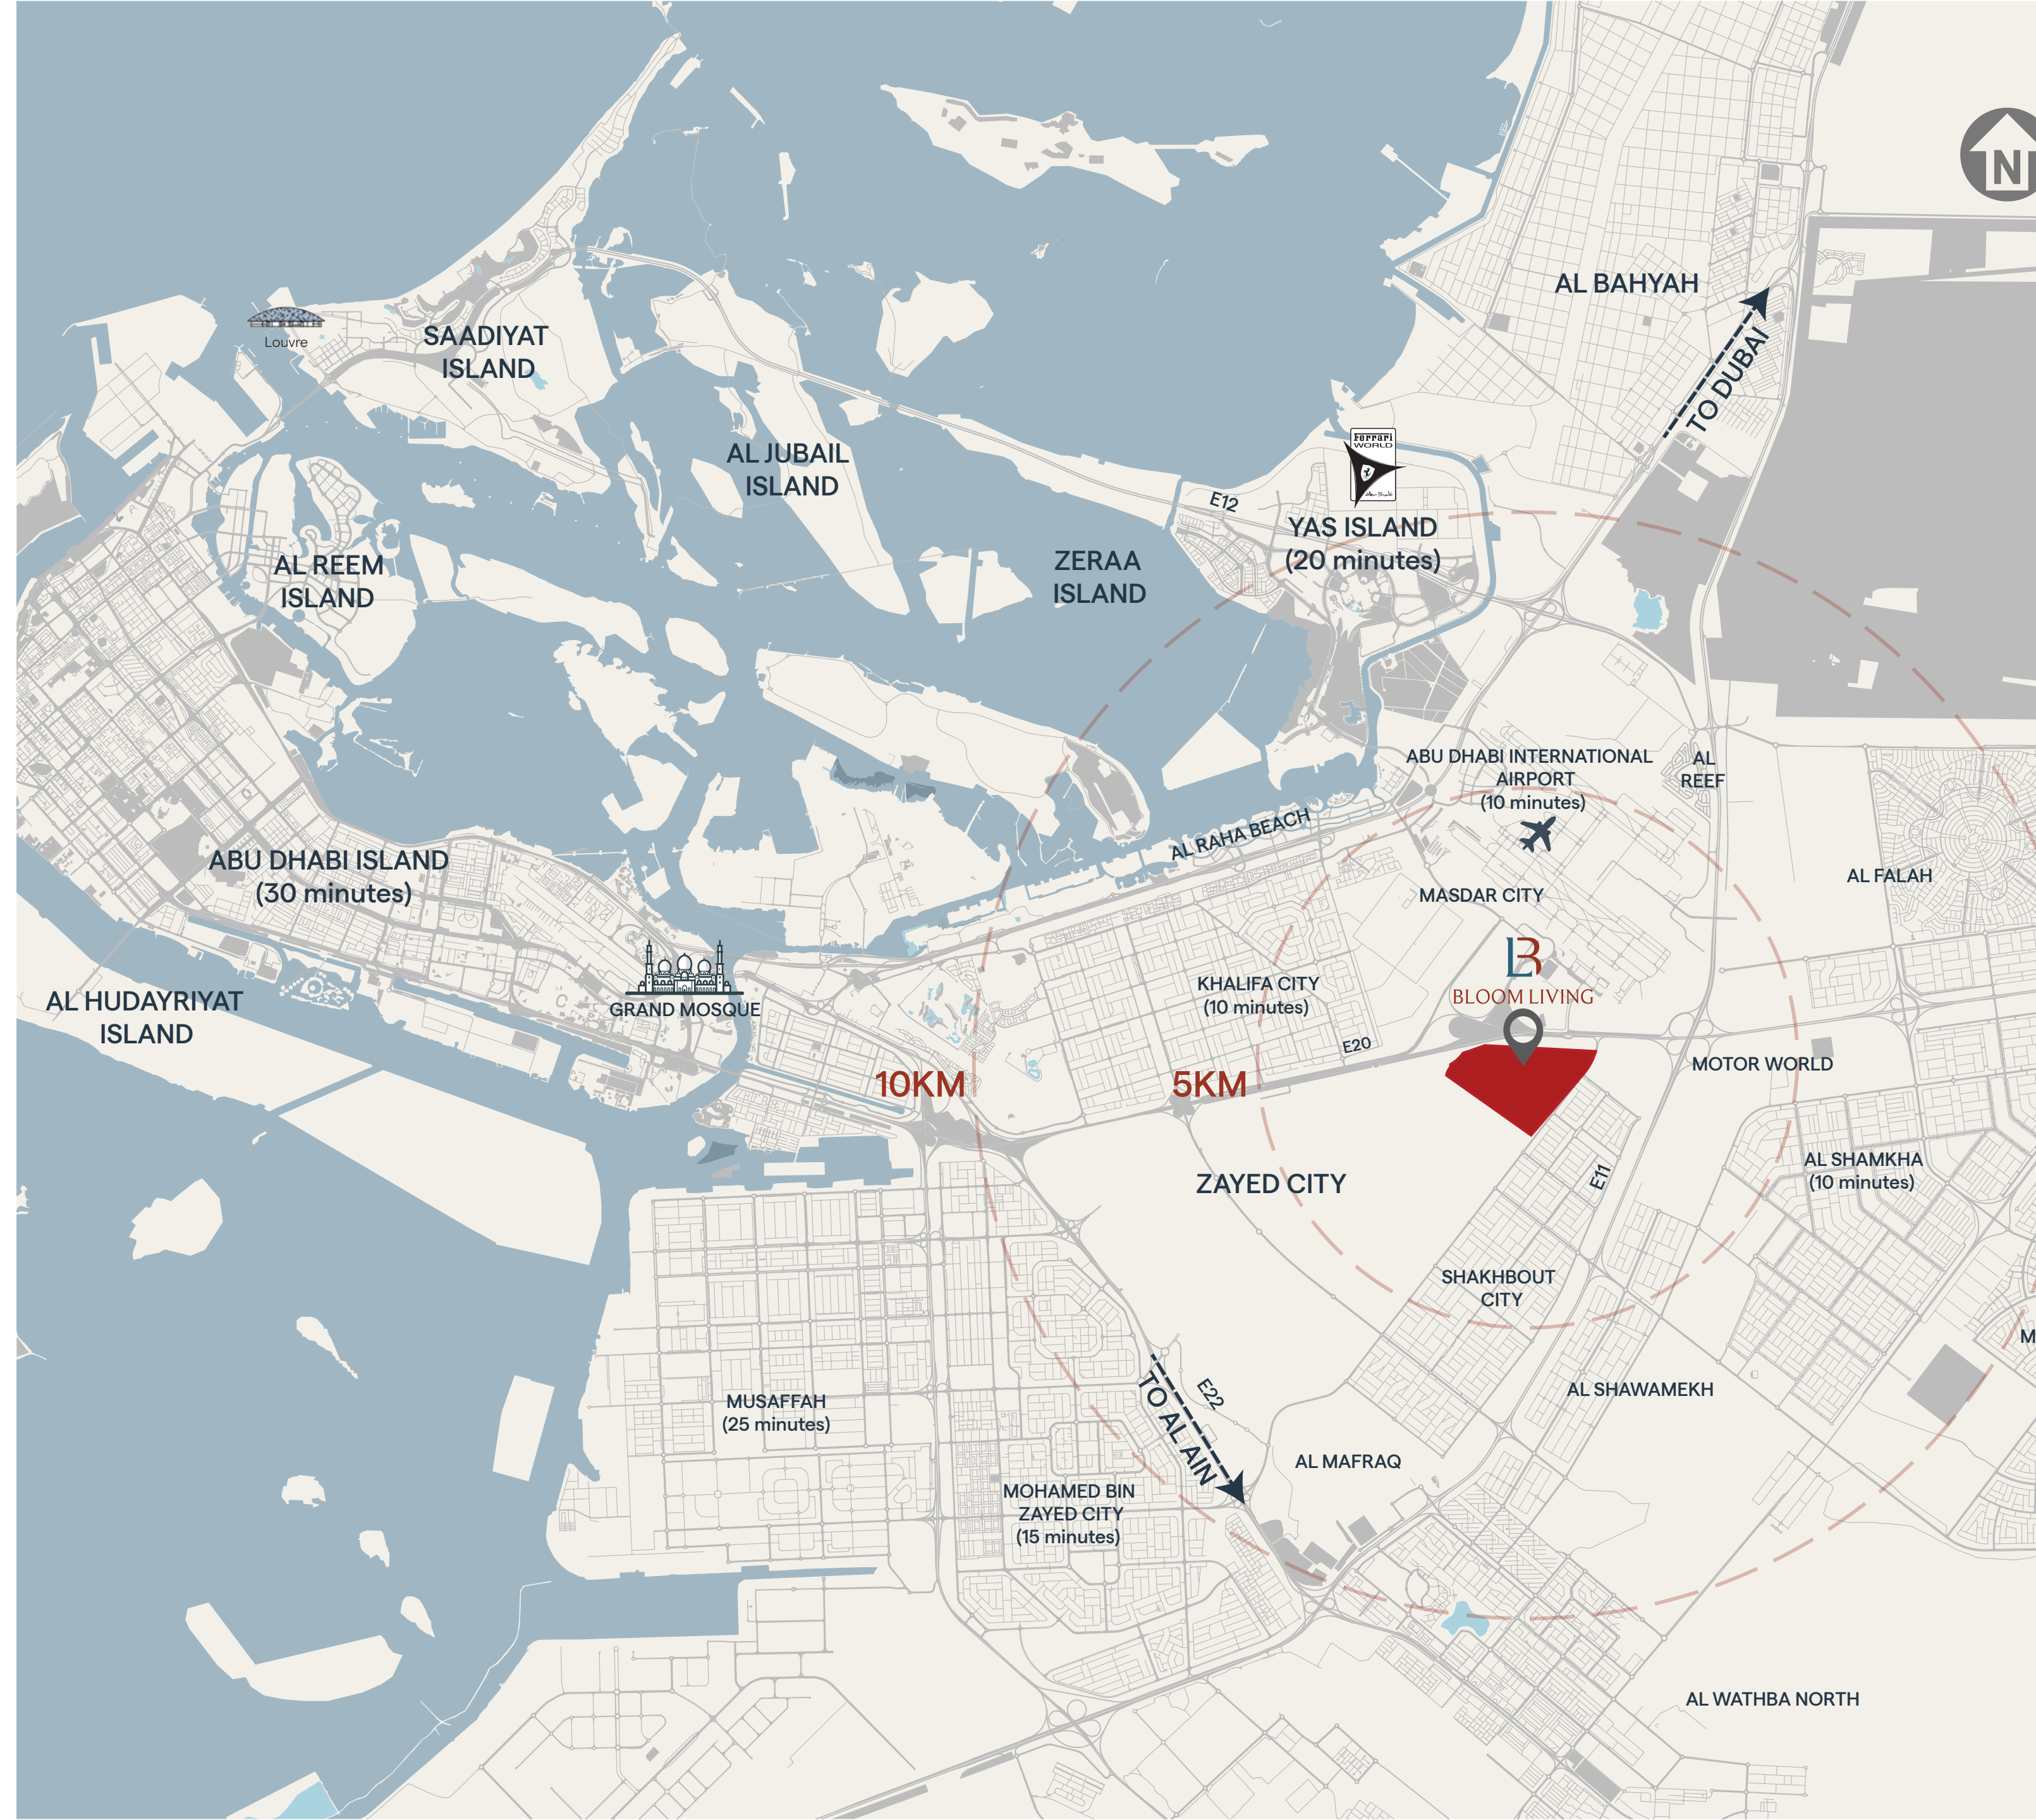 N
AL BAHYAH
TO DUBAI
Louvre
SAADIYAT
ISLAND
AL JUBAIL
ISLAND
Ferrari
WORLD
E12
YAS ISLAND
(20 minutes)
ZERAA
ISLAND
AL REEM
ISLAND
ABU DHABI INTERNATIONAL
AIRPORT
(10 minutes)
AL
REEF
AL RAHA BEACH
ABU DHABI ISLAND
(30 minutes)
MASDAR CITY
AL FALAH
LB
BLOOM LIVING
KHALIFA CITY
(10 minutes)
GRAND MOSQUE
AL HUDAYRIYAT
ISLAND
E20
10KM
5KM
MOTOR WORLD
ZAYED CITY
E11
AL SHAMKHA
(10 minutes)
SHAKHBOUT
CITY
M
AL SHAWAMEKH
MUSAFFAH
(25 minutes)
E22
TO AL AIN
AL MAFRAQ
MOHAMED BIN
ZAYED CITY
(15 minutes)
AL WATHBA NORTH